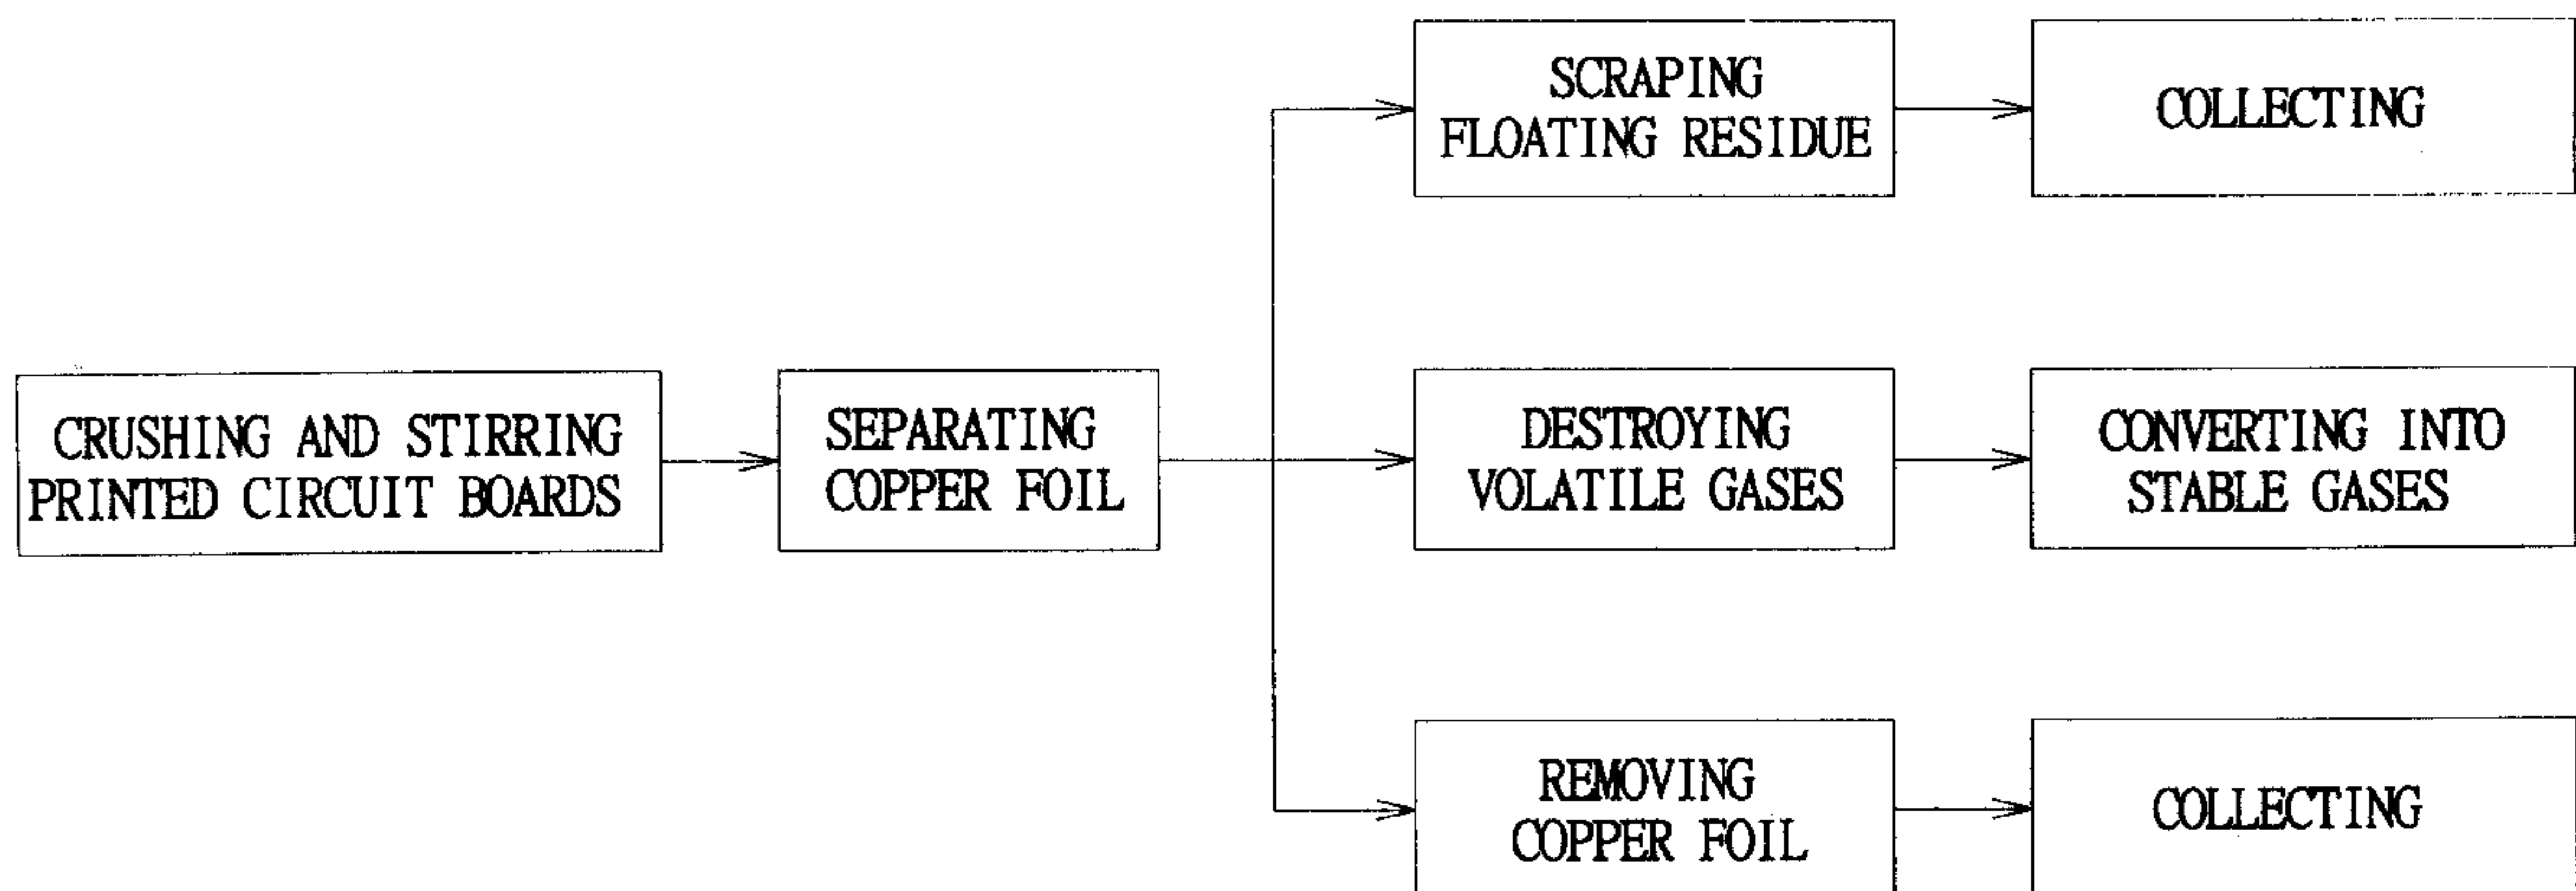 CRUSHING AND STIRRING
PRINTED CIRCUIT BOARDS
SEPARATING
COPPER FOIL
SCRAPING
FLOATING RESIDUE
COLLECTING
DESTROYING
VOLATILE GASES
CONVERTING INTO
STABLE GASES
REMOVING
COPPER FOIL
COLLECTING